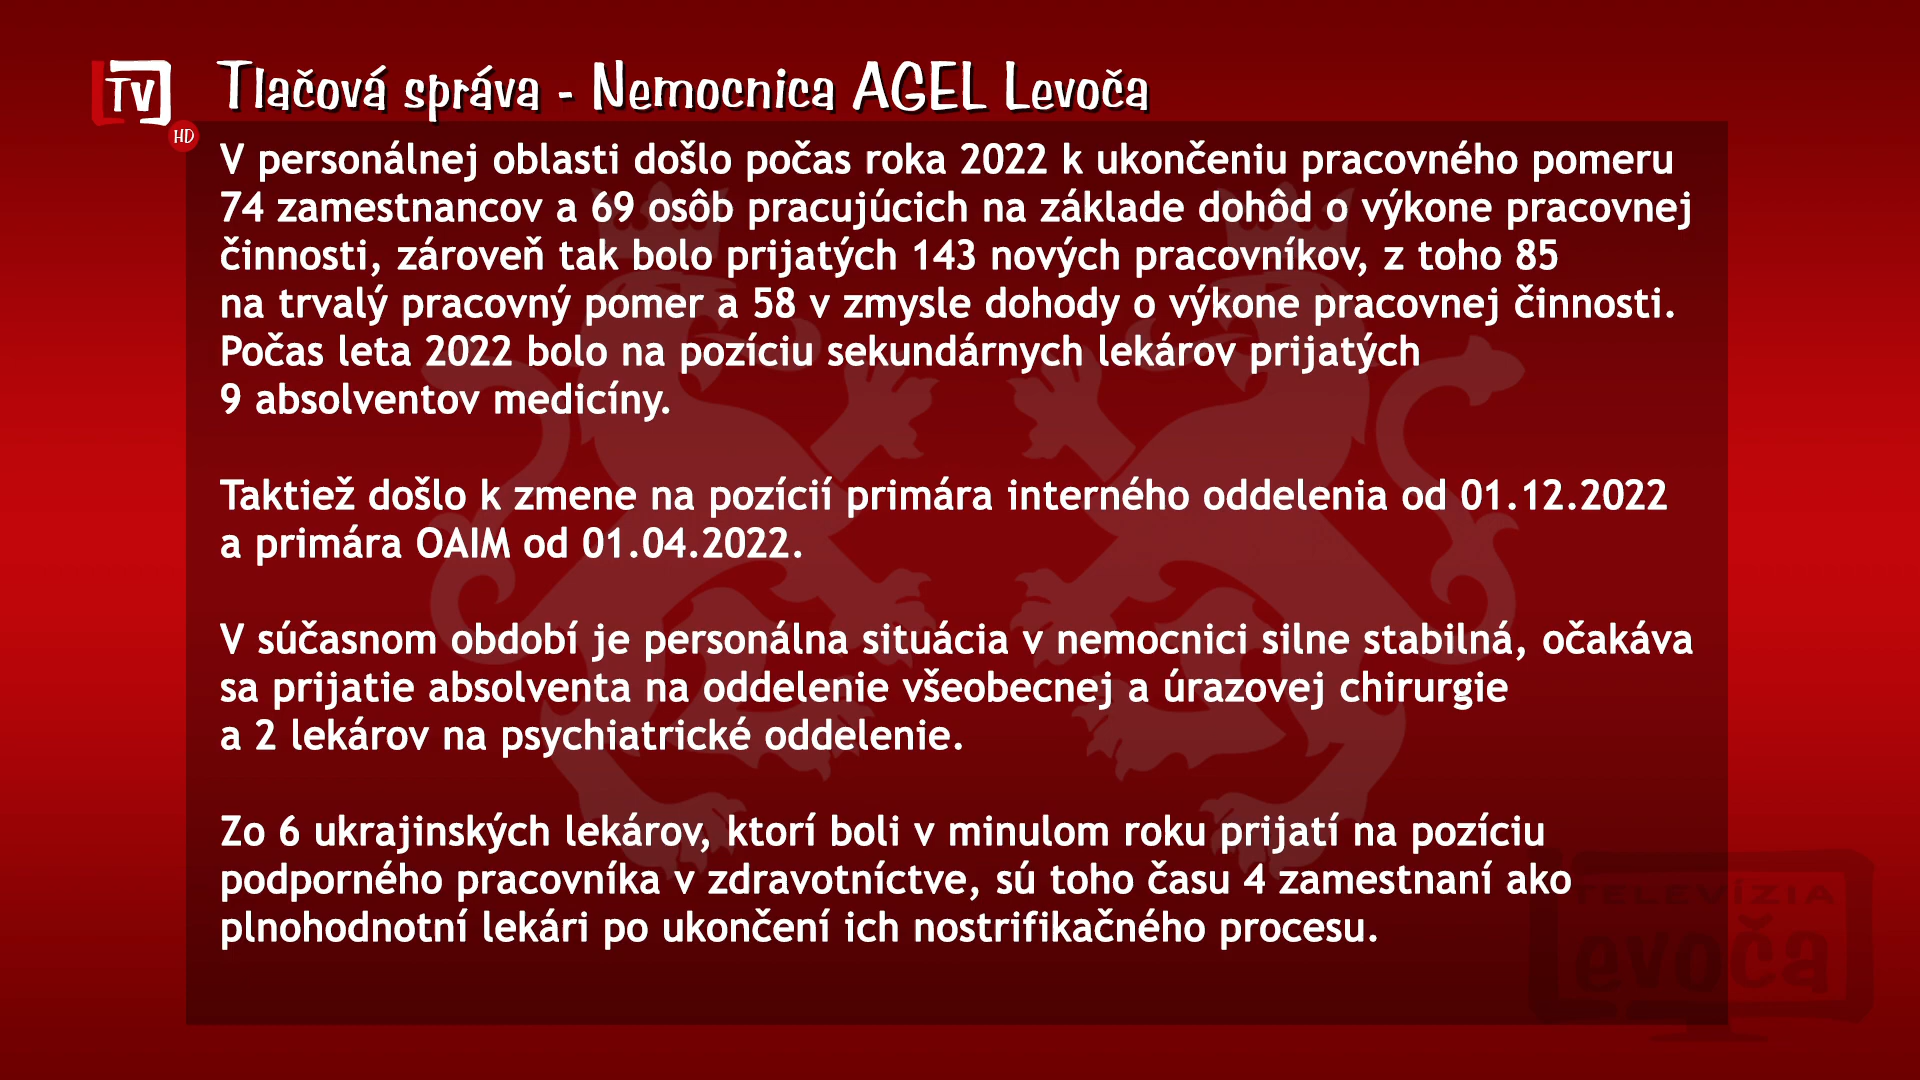 TV
HD
Tlačová správa - Nemocnica AGEL Levoča
V personálnej oblasti došlo počas roka 2022 k ukončeniu pracovného pomeru
74 zamestnancov a 69 osôb pracujúcich na základe dohôd o výkone pracovnej
činnosti, zároveň tak bolo prijatých 143 nových pracovníkov, z toho 85
na trvalý pracovný pomer a 58 v zmysle dohody o výkone pracovnej činnosti.
Počas leta 2022 bolo na pozíciu sekundárnych lekárov prijatých
9 absolventov medicíny.
Taktiež došlo k zmene na pozícií primára interného oddelenia od 01.12.2022
a primára OAIM od 01.04.2022.
V súčasnom období je personálna situácia v nemocnici silne stabilná, očakáva
sa prijatie absolventa na oddelenie všeobecnej a úrazovej chirurgie
a 2 lekárov na psychiatrické oddelenie.
Zo 6 ukrajinských lekárov, ktorí boli v minulom roku prijatí na pozíciu
podporného pracovníka v zdravotníctve, sú toho času 4 zamestnaní ako
plnohodnotní lekári po ukončení ich nostrifikačného procesu.
TELEVÍZIA
Levoča